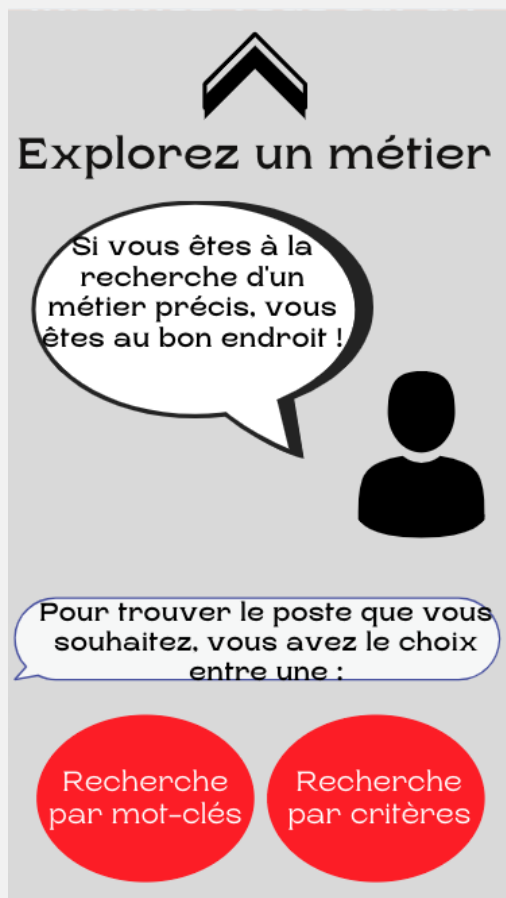 Explorez un métier
Si vous êtes à la
recherche d'un
métier précis, vous
êtes au bon endroit !
Pour trouver le poste que vous
souhaitez, vous avez le choix
entre une :
Recherche
par mot-clés
Recherche
par critères